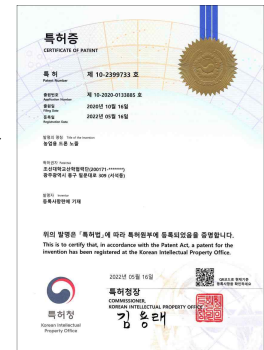 특허증
CERTIFICATE OF PATENT
특 허 제 10-2399733 호
Patent Number
출원번호 제 10-2020-0133885 호
Application Number
출원일 2020년 10월 16일
Filing Date
등록일 2022년 05월 16일
Registration Date
발명의 명칭 Title of the Invention
농업용 드론 노즐
특허권자 Patentee
조선대학교산학협력단(200171-*******)
광주광역시 동구 필문대로 309 (서석동)
발명자 Inventor
등록사항란에 기재
위의 발명은 「특허법」에 따라 특허원부에 등록되었음을 증명합니다.
This is to certify that, in accordance with the Patent Act, a patent for the
invention has been registered at the Korean Intellectual Property Office.
2022년 05월 16일
특허청장
COMMISSIONER,
KOREAN INTELLECTUAL PROPERTY OFFICE
김용래
특허청
Korean Intellectual
Property Office